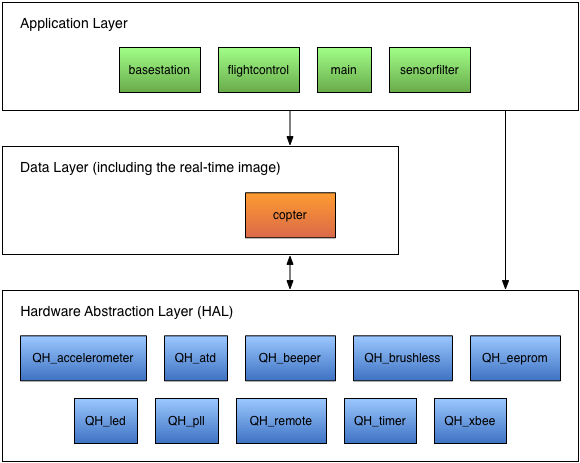 Application Layer
basestation
flightcontrol
main
sensorfilter
Data Layer (including the real-time image)
copter
Hardware Abstraction Layer (HAL)
QH_accelerometer
QH_atd
QH_beeper
QH_brushless
QH_eeprom
QH_led
QH_pll
QH_remote
QH_timer
QH_xbee